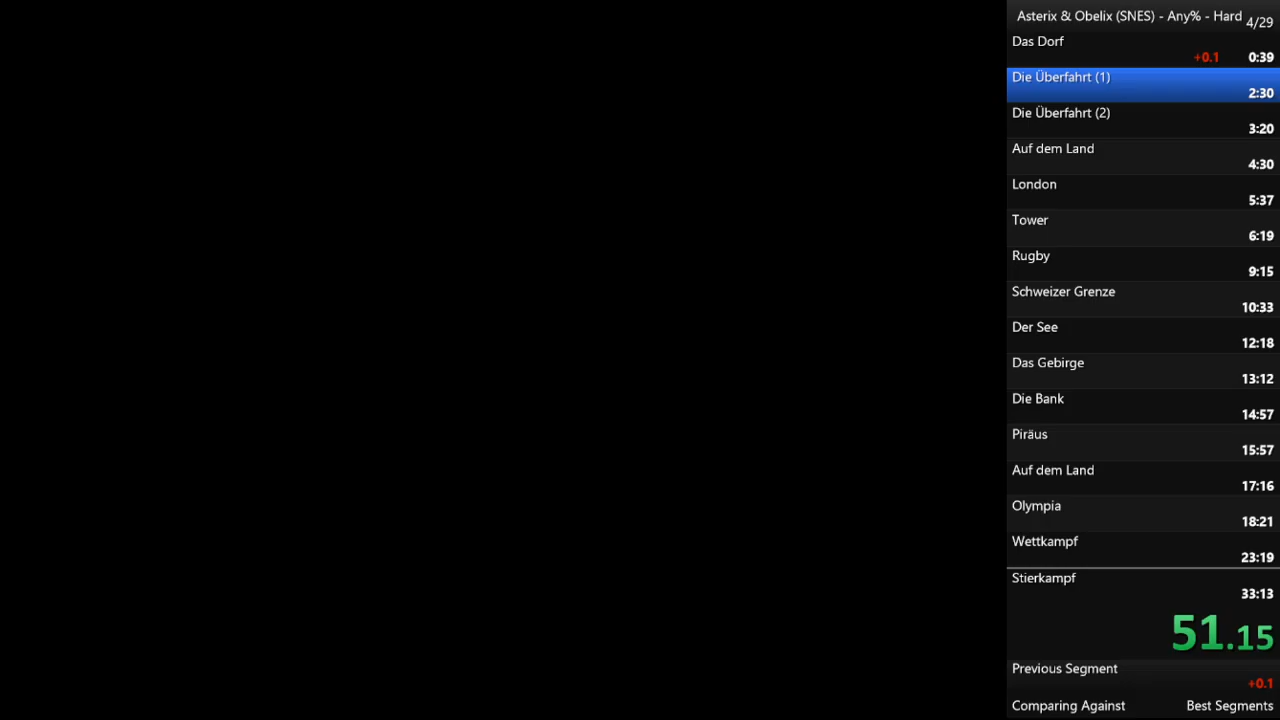 Asterix & Obelix (SNES) - Any% - Hard 4/29
Das Dorf
+0.1 0:39
Die Überfahrt (1)
2:30
Die Überfahrt (2)
3:20
Auf dem Land
4:30
London
5:37
Tower
6:19
Rugby
9:15
Schweizer Grenze
10:33
Der See
12:18
Das Gebirge
13:12
Die Bank
14:57
Piräus
15:57
Auf dem Land
17:16
Olympia
18:21
Wettkampf
23:19
Stierkampf
33:13
51.15
Previous Segment
+0.1
Comparing Against Best Segments